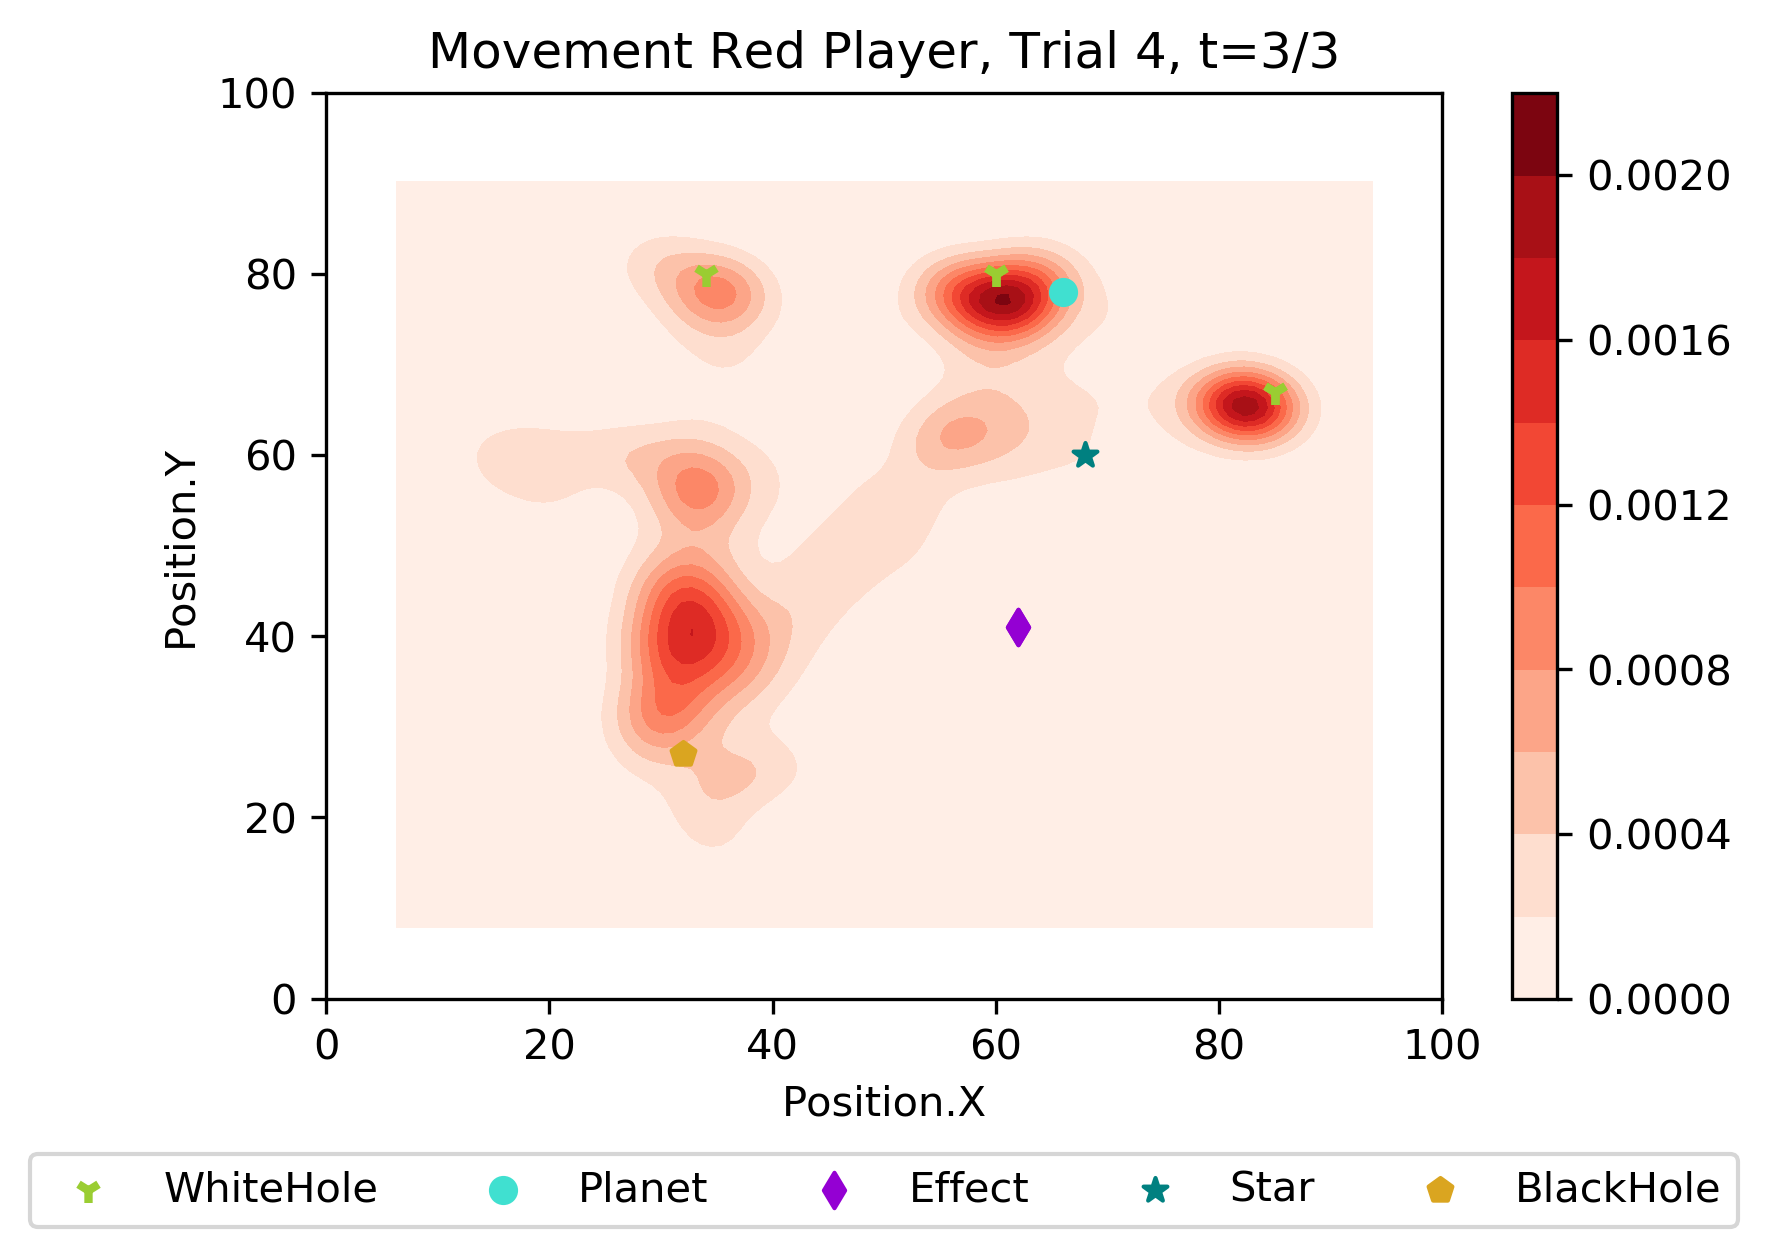 Movement Red Player, Trial 4, t=3/3
100
80
60
40
20
0
Position.Y
0 20 40 60 80 100
Position.X
0.0020
0.0016
0.0012
0.0008
0.0004
0.0000
WhiteHole Planet Effect Star BlackHole